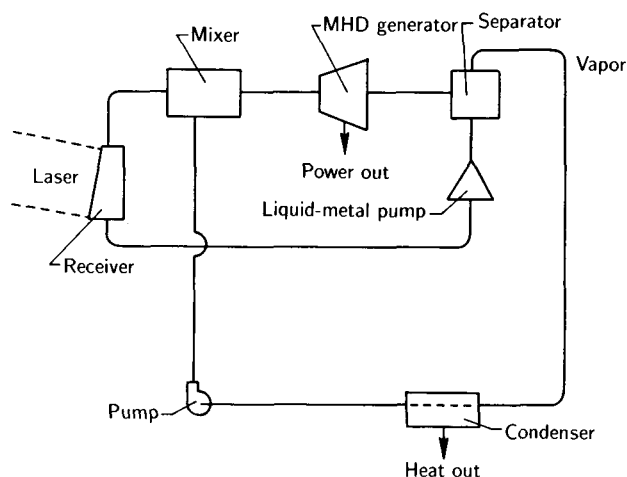 MHD generator
Separator
Mixer
Vapor
Laser
Power out
Liquid-metal pump
Receiver
Pump
Condenser
Heat out